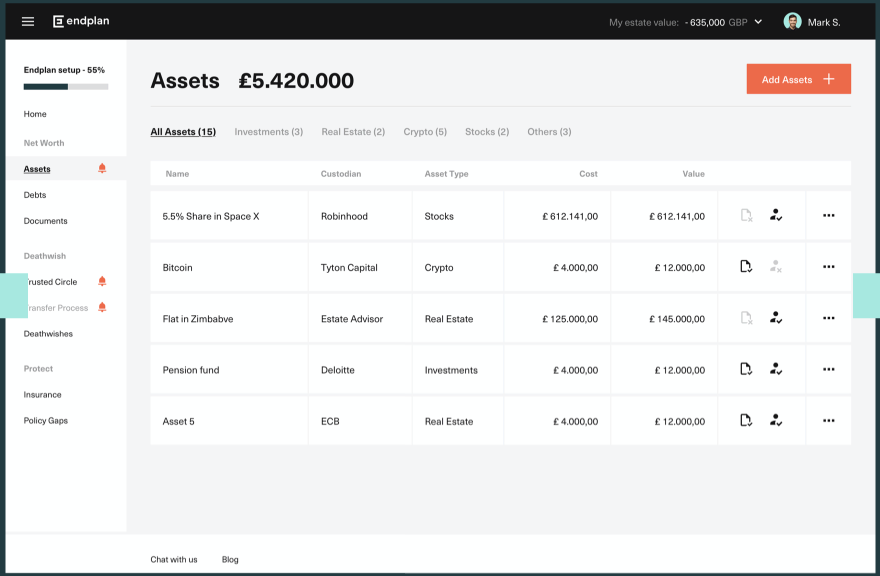 endplan
My estate value: - 635,000 GBP
Mark S.
Endplan setup - 55%
Home
Net Worth
Assets
Debts
Documents
Deathwish
rusted Circle
ransfer Process
Deathwishes
Protect
Insurance
Policy Gaps
Assets £5.420.000
Add Assets
All Assets (15) Investments (3) Real Estate (2) Crypto (5) Stocks (2) Others (3)
Name Custodian Asset Type Cost Value
5.5% Share in Space X Robinhood Stocks £ 612.141,00 £ 612.141,00
Bitcoin Tyton Capital Crypto £ 4.000,00 £ 12.000,00
Flat in Zimbabve Estate Advisor Real Estate £ 125.000,00 £ 145.000,00
Pension fund Deloitte Investments £ 4.000,00 £ 12.000,00
Asset 5 ECB Real Estate £ 4.000,00 £ 12.000,00
Chat with us Blog